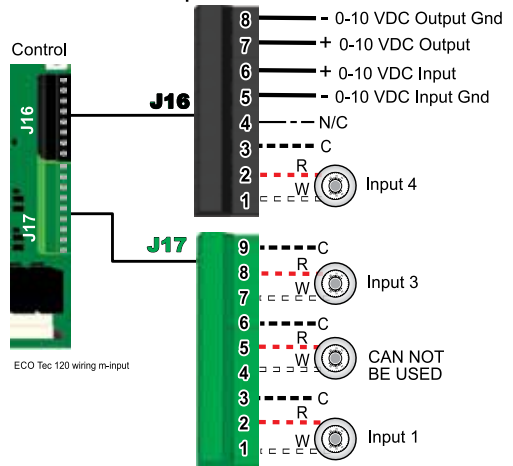 Control
J16
J17
J16
8 - 0-10 VDC Output Gnd
7 + 0-10 VDC Output
6 + 0-10 VDC Input
5 - 0-10 VDC Input Gnd
4 N/C
3 C
2 R
1 W
Input 4
J17
9 C
8 R
7 W
Input 3
6 C
5 R
4 W
CAN NOT
BE USED
3 C
2 R
1 W
Input 1
ECO Tec 120 wiring m-input